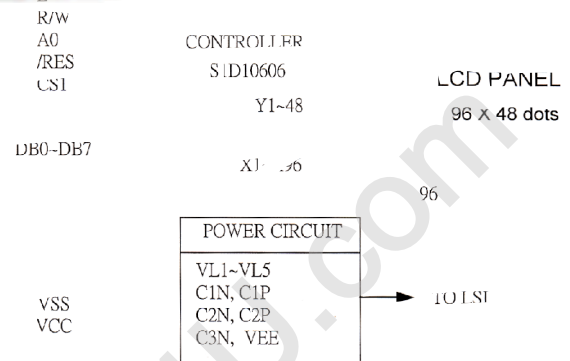 R/W
A0
/RES
CS1
CONTROLLER
S1D10606
Y1~48
LCD PANEL
96 X 48 dots
DB0~DB7
96
POWER CIRCUIT
VL1~VL5
C1N, C1P
C2N, C2P
C3N, VEE
TO LSI
VSS
VCC